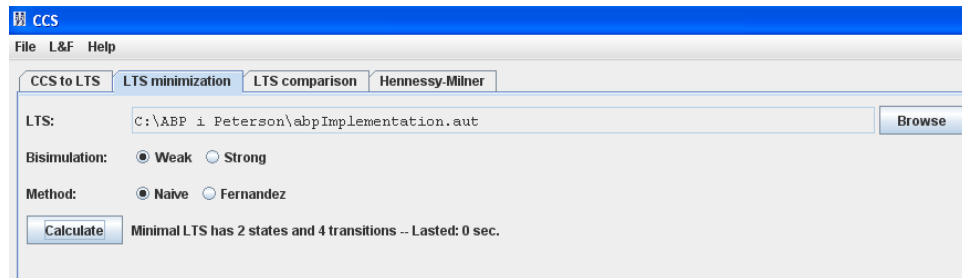 CCS
File L&F Help
CCS to LTS LTS minimization LTS comparison Hennessy-Milner
LTS: C:\ABP i Peterson\abpImplementation.aut Browse
Bisimulation: Weak Strong
Method: Naive Fernandez
Calculate Minimal LTS has 2 states and 4 transitions -- Lasted: 0 sec.